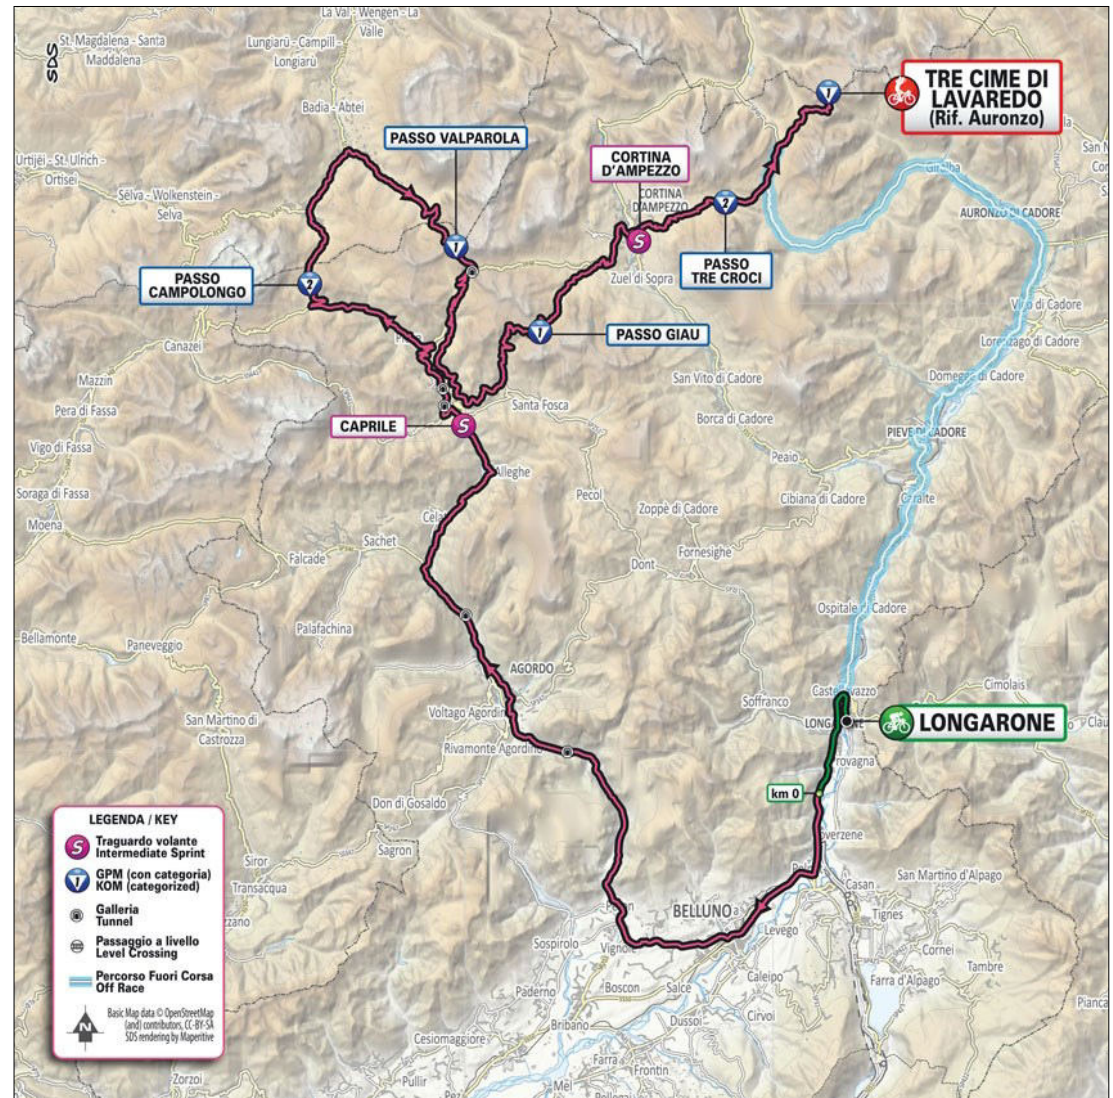 SDS
St. Magdalena - Santa
Maddalena
La Val - Wengen - La
Valle
Lungiarü - Campill -
Longiarù
Badia - Abtei
Urtijëi - St. Ulrich -
Ortisei
Sëlva - Wolkenstein -
Selva
PASSO VALPAROLA
CORTINA
D'AMPEZZO
CORTINA
D'AMPEZZO
TRE CIME DI
LAVAREDO
(Rif. Auronzo)
Giralba
AURONZO DI CADORE
PASSO
CAMPOLONGO
PASSO
TRE CROCI
Zuel di Sopra
PASSO GIAU
Vigo di Cadore
Lorenzago di Cadore
Domegge di Cadore
PIEVE DI CADORE
Canazei
Mazzin
Pera di Fassa
Vigo di Fassa
Soraga di Fassa
Moena
San Vito di Cadore
Borca di Cadore
Santa Fosca
CAPRILE
Alleghe
Peaio
Cibiana di Cadore
Caralte
Pecol
Zoppè di Cadore
Fornesighe
Dont
Sachet
Falcade
Ospitale di Cadore
Bellamonte
Paneveggio
Palafachina
AGORDO
Voltago Agordino
Rivamonte Agordino
Soffranco
Cimolais
LONGARONE
LONGARONE
San Martino di
Castrozza
km 0
Don di Gosaldo
Sagron
Siror
Transacqua
San Martino d'Alpago
Casan
Tignes
Cornei
Tambre
Farra d'Alpago
BELLUNO
Levego
Caleipo
Cirvoi
Sospirolo
Vignole
Paderno
Boscon
Salce
Dussoi
Bribano
Cesiomaggiore
Farra
Frontin
Pullir
Mel
Zorzoi
LEGENDA / KEY
S Traguardo volante
Intermediate Sprint
1 GPM (con categoria)
KOM (categorized)
Galleria
Tunnel
Passaggio a livello
Level Crossing
Percorso Fuori Corsa
Off Race
N
Basic Map data © OpenStreetMap
(and) contributors, CC-BY-SA
SDS rendering by Maperitive